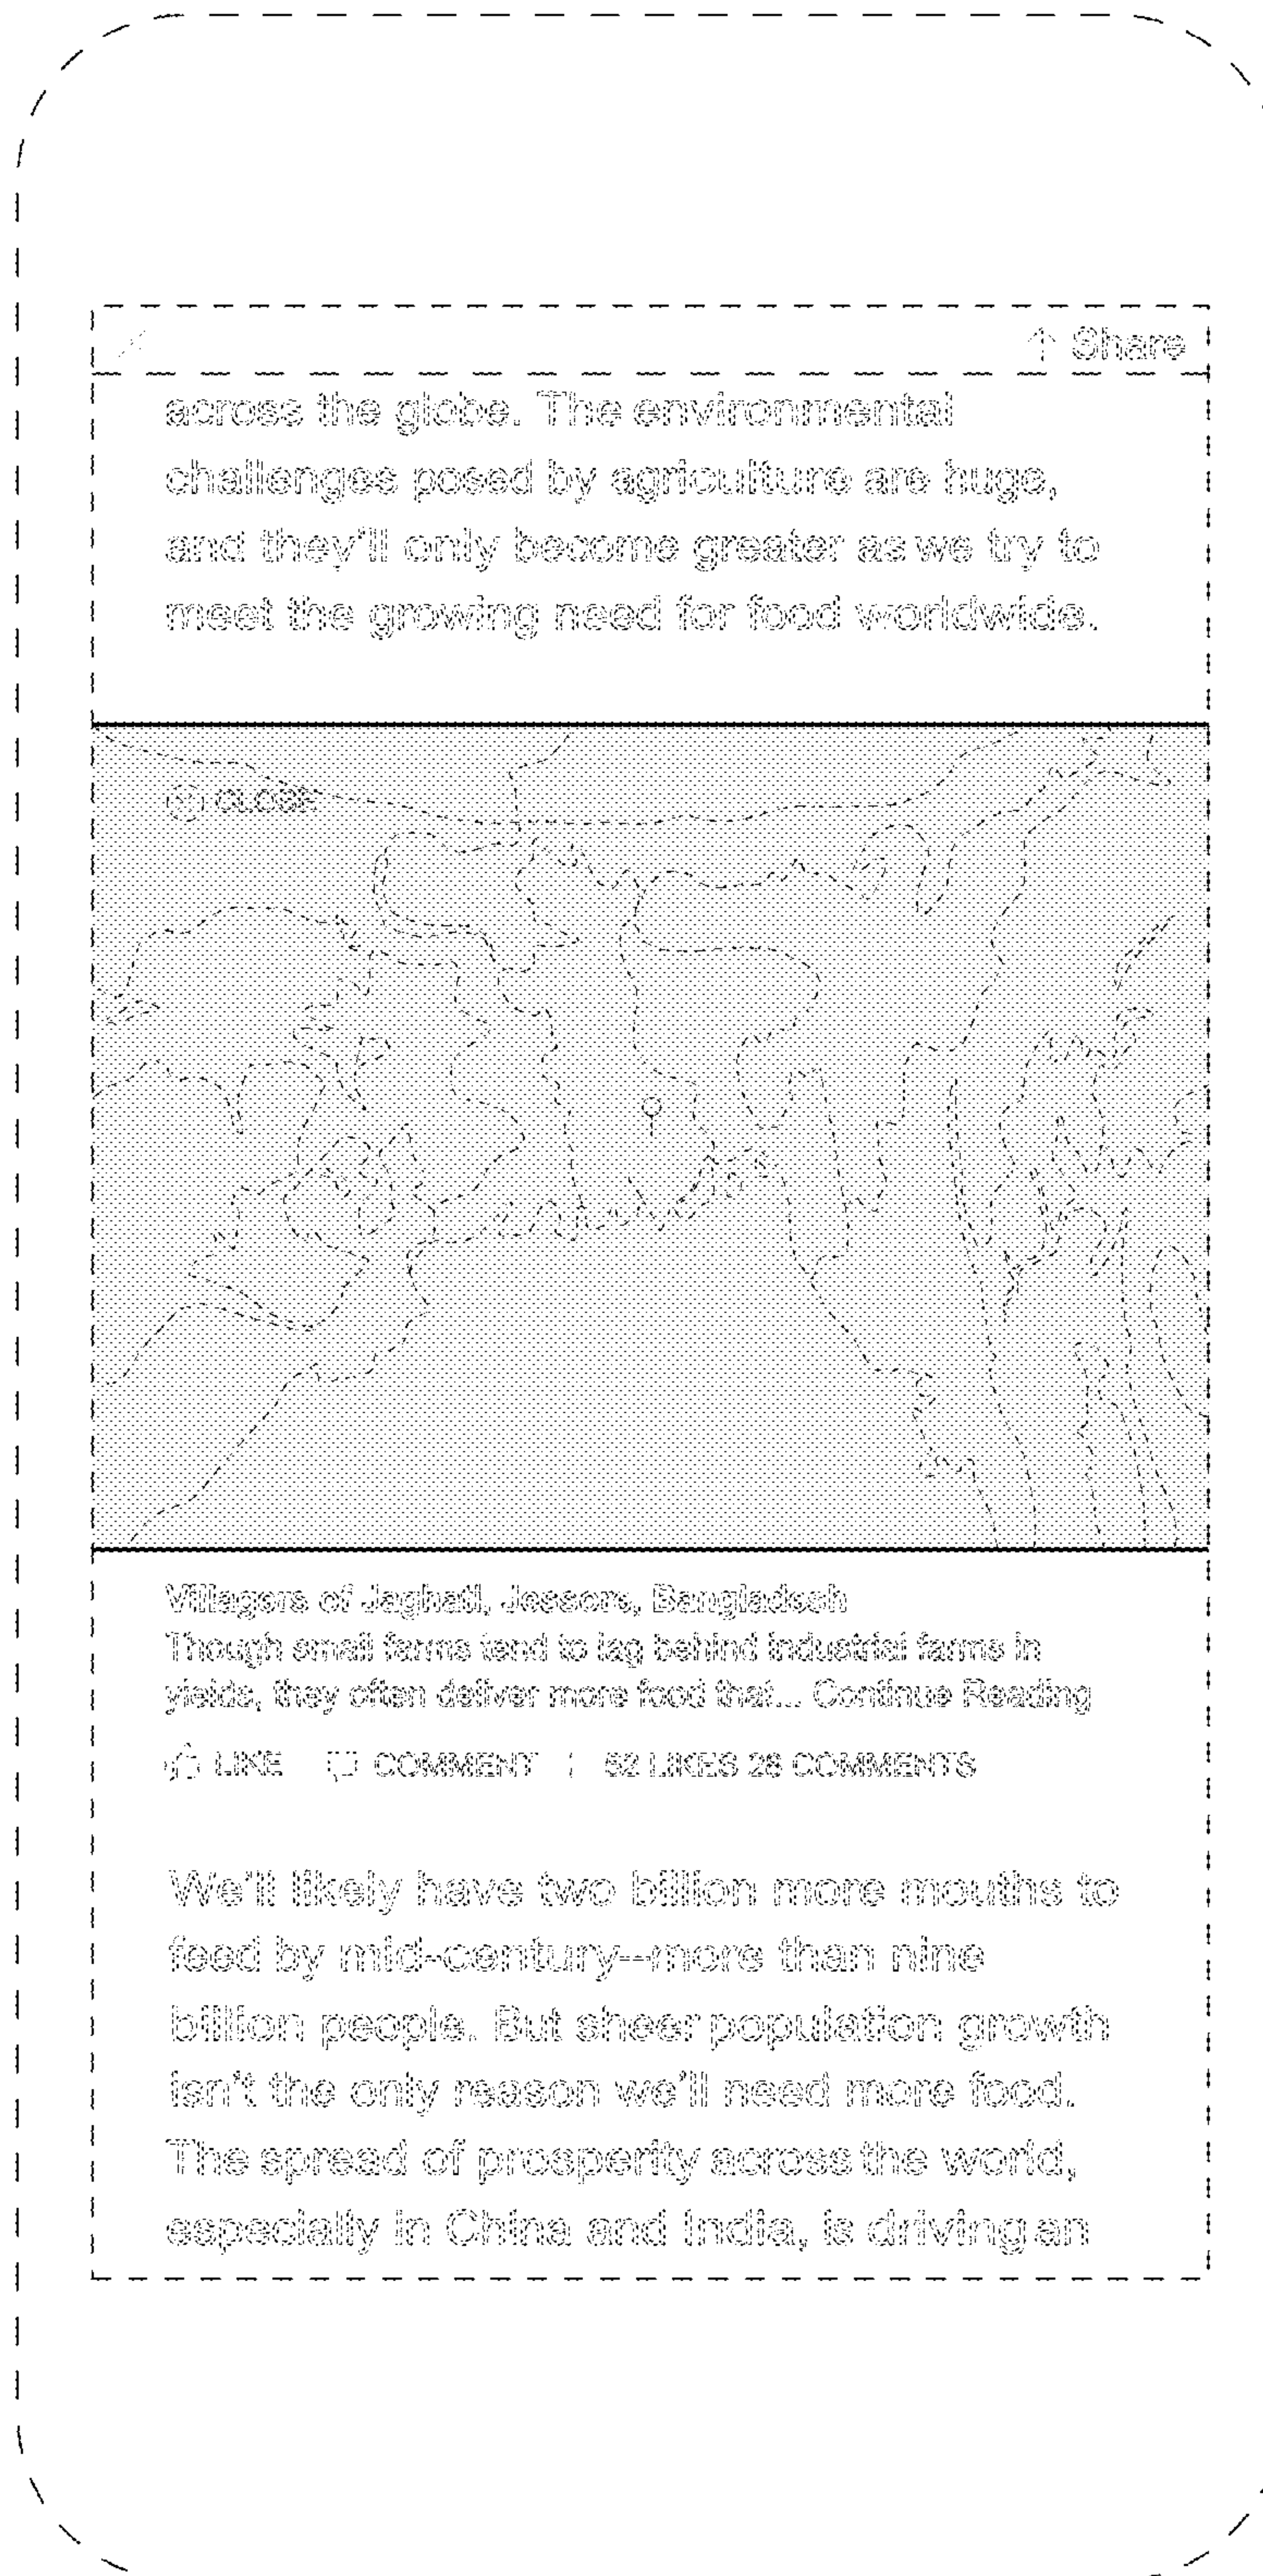 Share
across the globe. The environmental
challenges posed by agriculture are huge,
and they'll only become greater as we try to
meet the growing need for food worldwide.
CLOSE
Villagers of Jaghati, Jessore, Bangladesh
Though small farms tend to lag behind industrial farms in
yields, they often deliver more food that... Continue Reading
LIKE COMMENT | 52 LIKES 28 COMMENTS
We'll likely have two billion more mouths to
feed by mid-century--more than nine
billion people. But sheer population growth
isn't the only reason we'll need more food.
The spread of prosperity across the world,
especially in China and India, is driving an